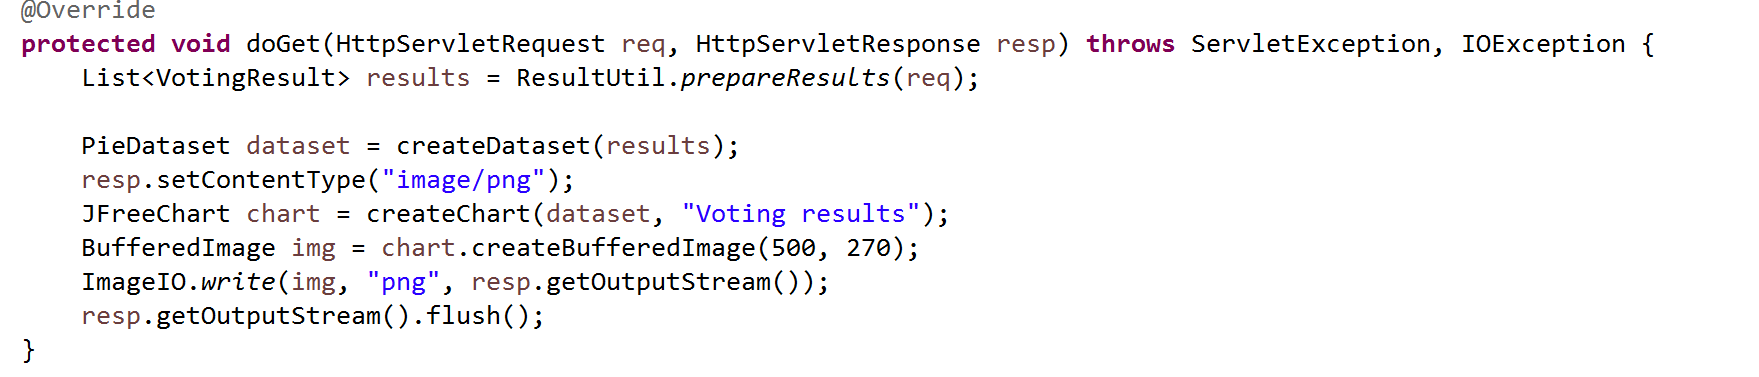 @Override
protected void doGet(HttpServletRequest req, HttpServletResponse resp) throws ServletException, IOException {
    List<VotingResult> results = ResultUtil.prepareResults(req);

    PieDataset dataset = createDataset(results);
    resp.setContentType("image/png");
    JFreeChart chart = createChart(dataset, "Voting results");
    BufferedImage img = chart.createBufferedImage(500, 270);
    ImageIO.write(img, "png", resp.getOutputStream());
    resp.getOutputStream().flush();
}